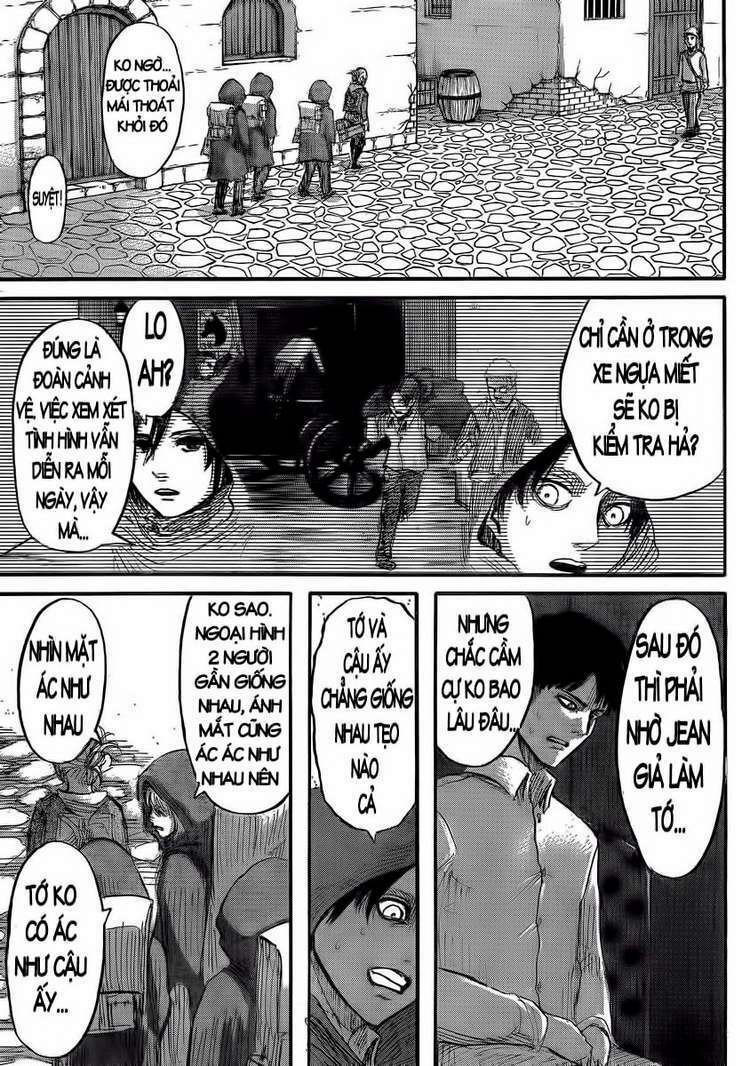 KO NGỜ...
ĐƯỢC THOẢI
MÁI THOÁT
KHỎI ĐÓ
SUYỆT!
CHỈ CẦN Ở TRONG
XE NGỰA MIẾT
SẼ KO BỊ
KIỂM TRA HẢ?
LO
AH?
ĐÚNG LÀ
ĐOÀN CẢNH
VỆ, VIỆC XEM XÉT
TÌNH HÌNH VẪN
DIỄN RA MỖI
NGÀY, VẬY
MÀ...
SAU ĐÓ
THÌ PHẢI
NHỜ JEAN
GIẢ LÀM
TỚ...
NHƯNG
CHẮC CẦM
CỰ KO BAO
LÂU ĐÂU...
TỚ VÀ
CẬU ẤY
CHẲNG GIỐNG
NHAU TẸO
NÀO
CẢ
KO SAO.
NGOẠI HÌNH
2 NGƯỜI
GẦN GIỐNG
NHAU, ÁNH
MẮT CŨNG
ÁC ÁC NHƯ
NHAU NÊN
NHÌN MẶT
ÁC NHƯ
NHAU
TỚ KO
CÓ ÁC
NHƯ CẬU
ẤY...